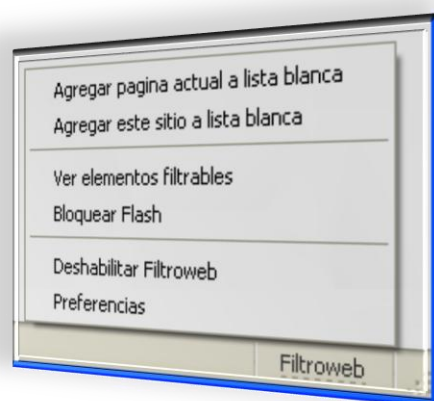 Agregar pagina actual a lista blanca
Agregar este sitio a lista blanca
Ver elementos filtrables
Bloquear Flash
Deshabilitar Filtroweb
Preferencias
Filtroweb